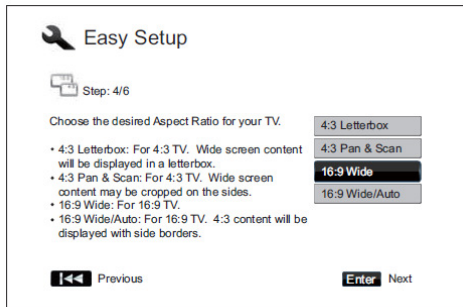 Easy Setup
Step: 4/6
Choose the desired Aspect Ratio for your TV.
• 4:3 Letterbox: For 4:3 TV. Wide screen content
will be displayed in a letterbox.
• 4:3 Pan & Scan: For 4:3 TV. Wide screen
content may be cropped on the sides.
• 16:9 Wide: For 16:9 TV.
• 16:9 Wide/Auto: For 16:9 TV. 4:3 content will be
displayed with side borders.
4:3 Letterbox
4:3 Pan & Scan
16:9 Wide
16:9 Wide/Auto
Previous
Enter Next